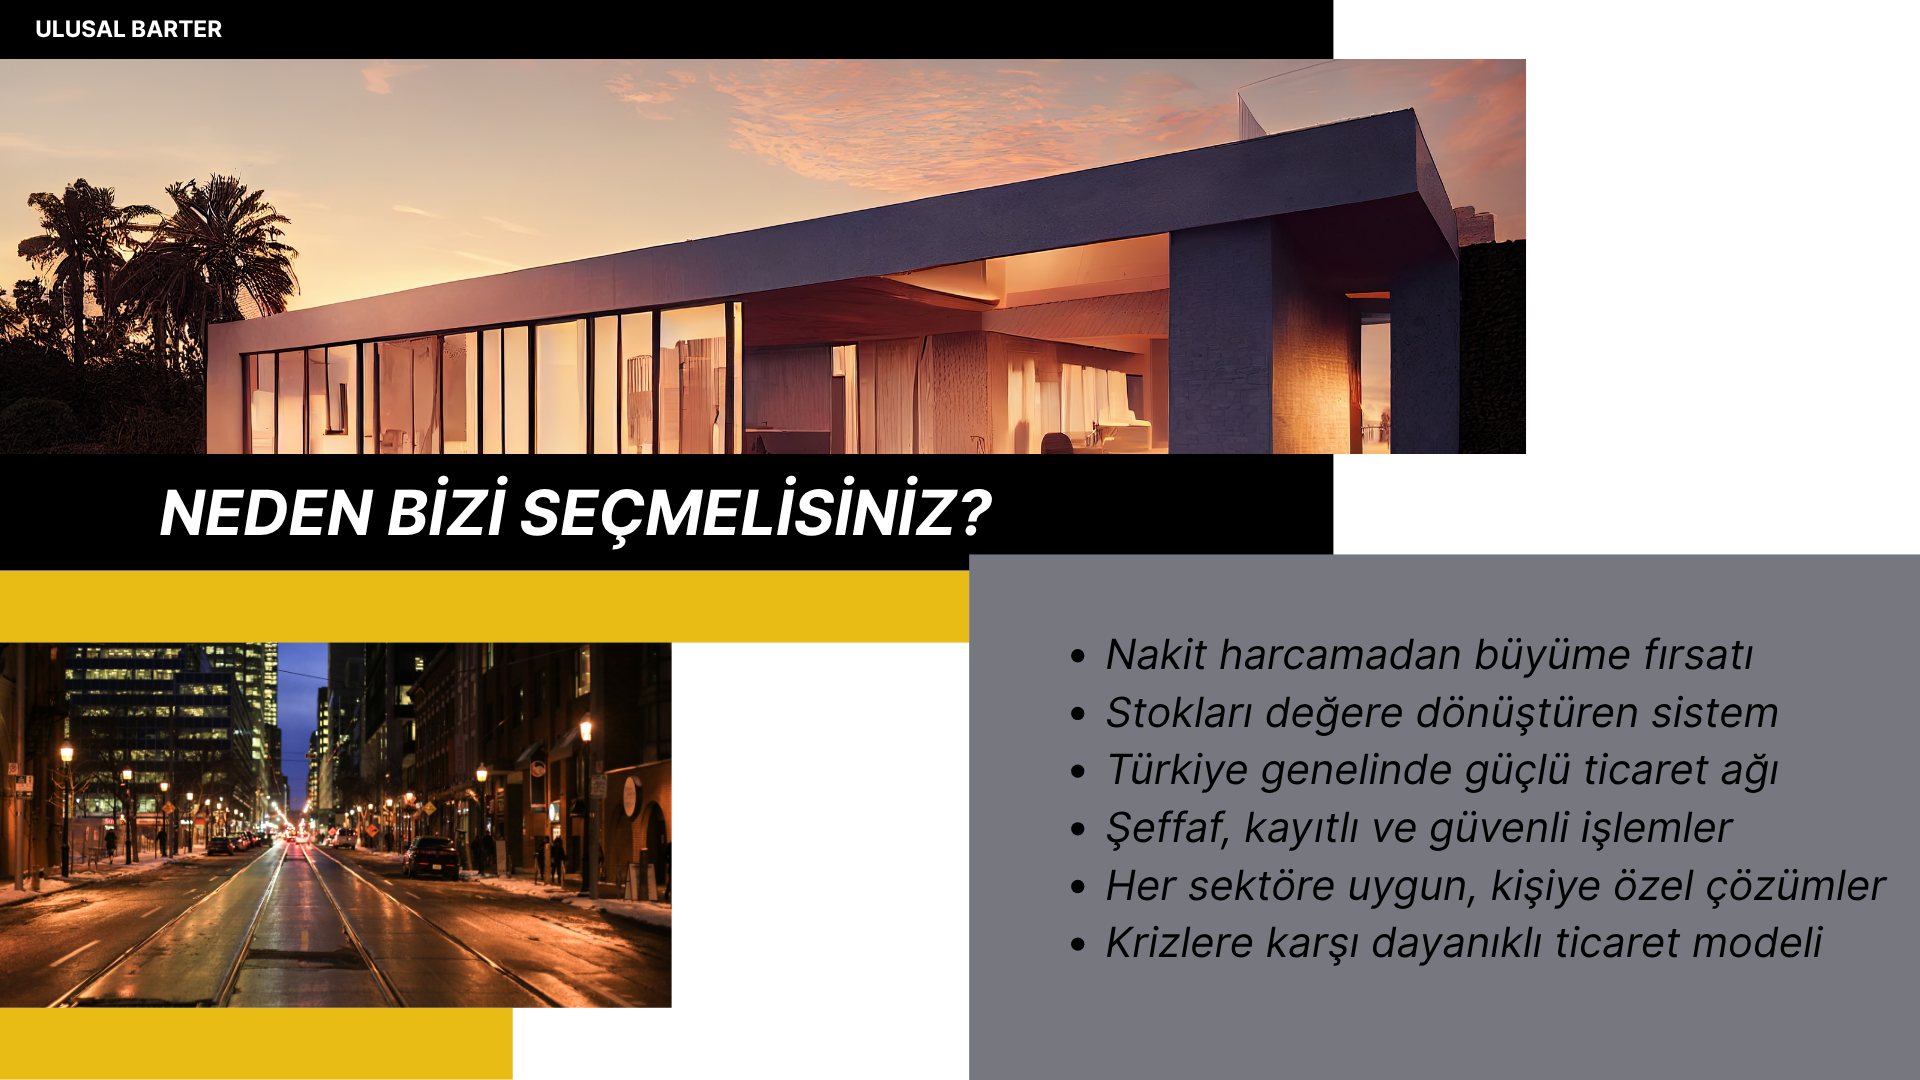 ULUSAL BARTER
NEDEN BİZİ SEÇMELİSİNİZ?
• Nakit harcamadan büyüme fırsatı
• Stokları değere dönüştüren sistem
• Türkiye genelinde güçlü ticaret ağı
• Şeffaf, kayıtlı ve güvenli işlemler
• Her sektöre uygun, kişiye özel çözümler
• Krizlere karşı dayanıklı ticaret modeli